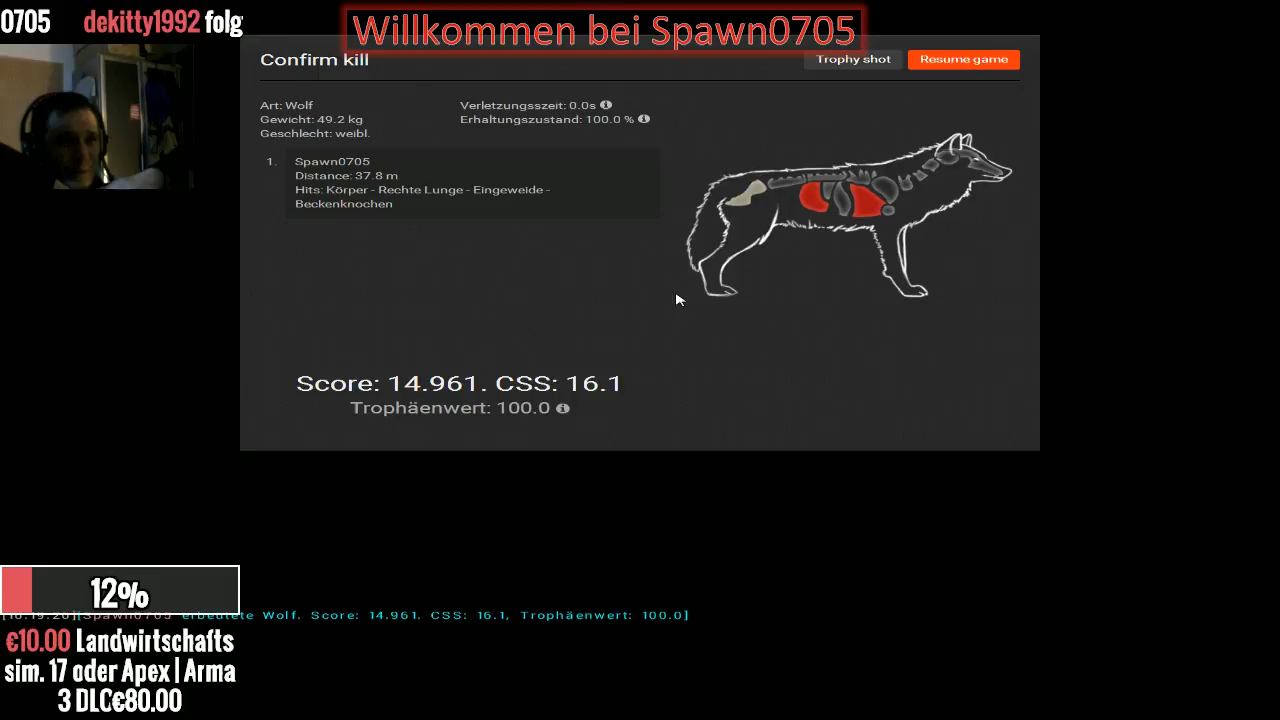 0705 dekitty1992 folg
Willkommen bei Spawn0705
Confirm kill
Trophy shot
Resume game
Art: Wolf
Gewicht: 49.2 kg
Geschlecht: weibl.
Verletzungsszeit: 0.0s
Erhaltungszustand: 100.0 %
1.
Spawn0705
Distance: 37.8 m
Hits: Körper - Rechte Lunge - Eingeweide -
Beckenknochen
Score: 14.961. CSS: 16.1
Trophäenwert: 100.0
12%
[Spawn0705 erbeutete Wolf. Score: 14.961. CSS: 16.1, Trophäenwert: 100.0]
€10.00 Landwirtschafts
sim. 17 oder Apex | Arma
3 DLC€80.00